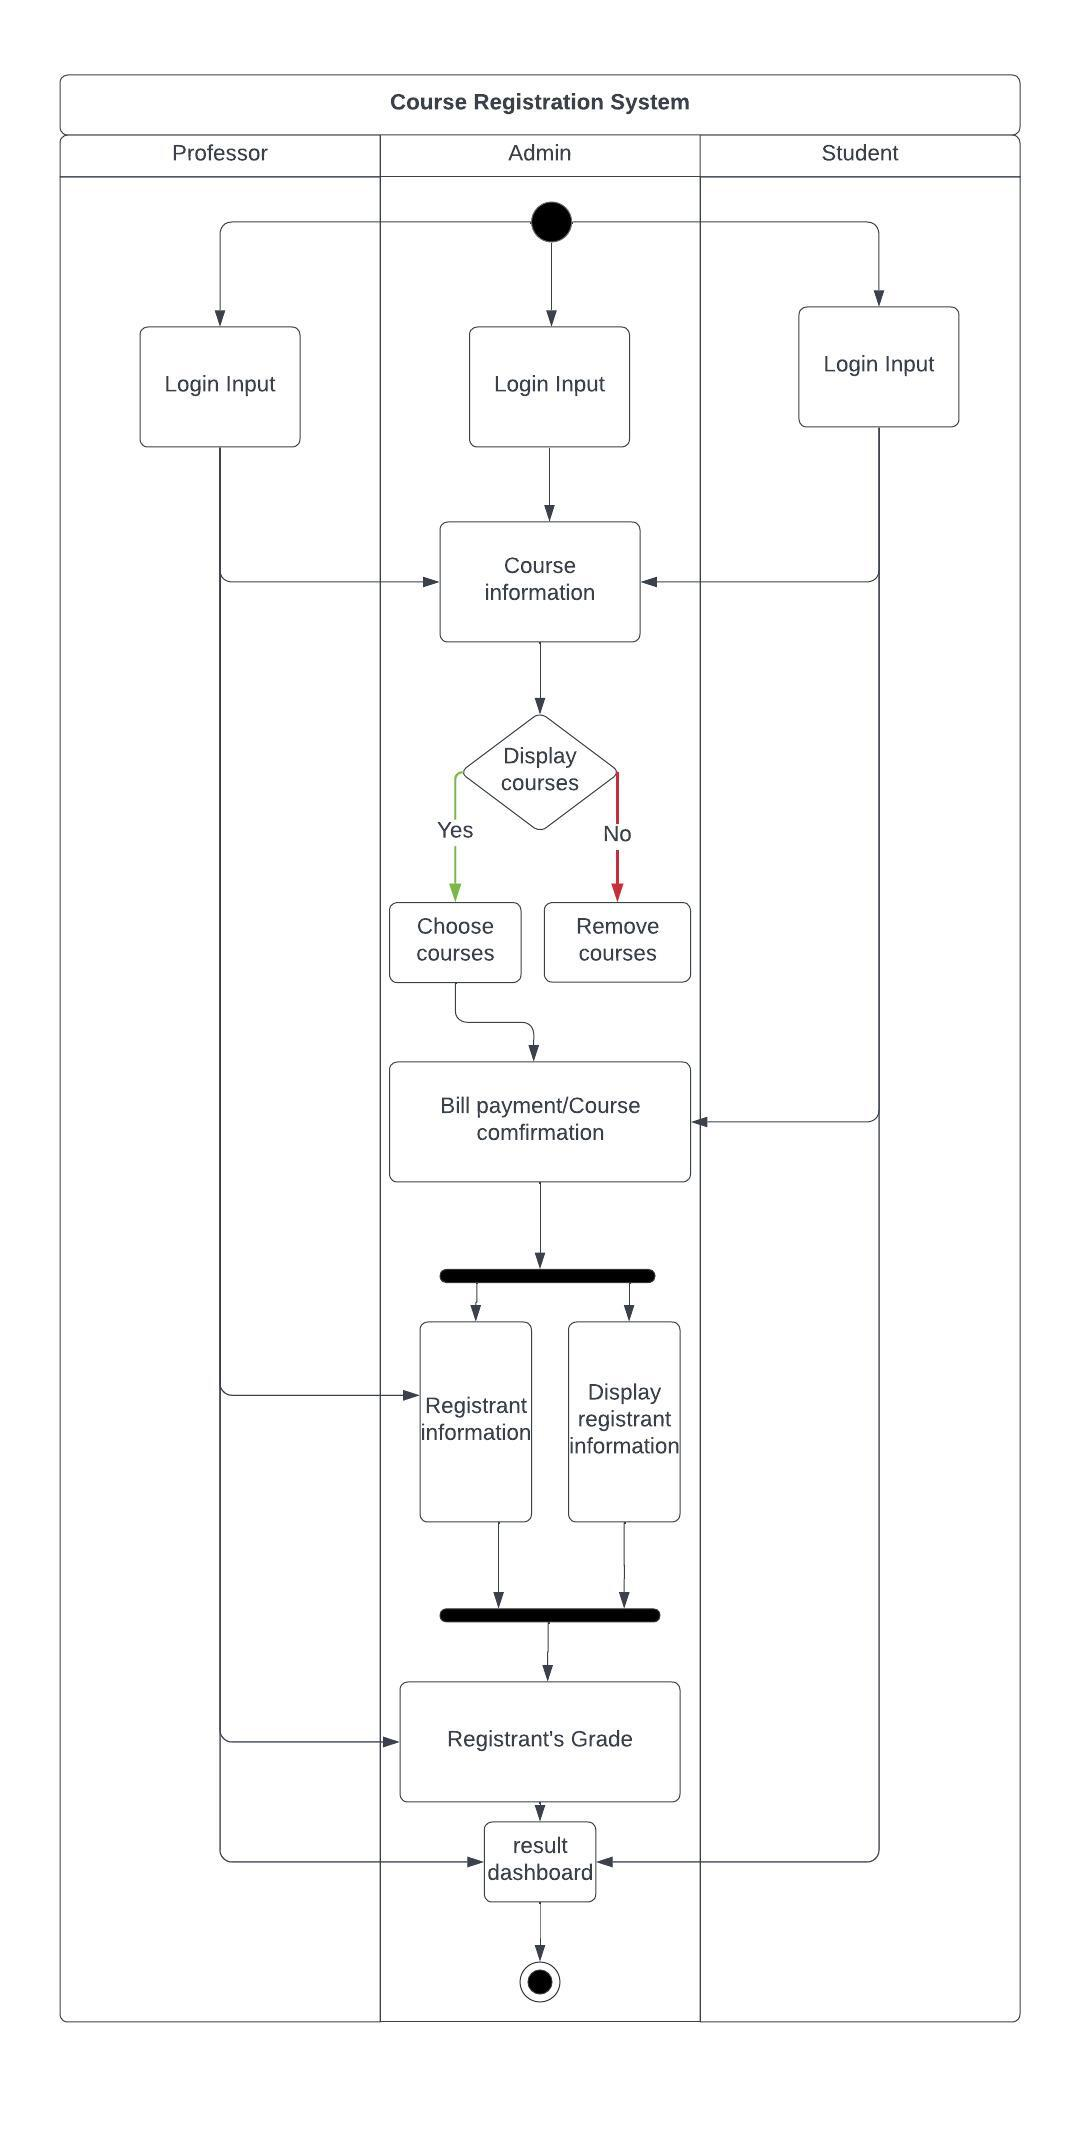 Course Registration System
Professor
Admin
Student
Login Input
Login Input
Login Input
Course
information
Display
courses
Yes
No
Choose
courses
Remove
courses
Bill payment/Course
comfirmation
Registrant
information
Display
registrant
information
Registrant's Grade
result
dashboard